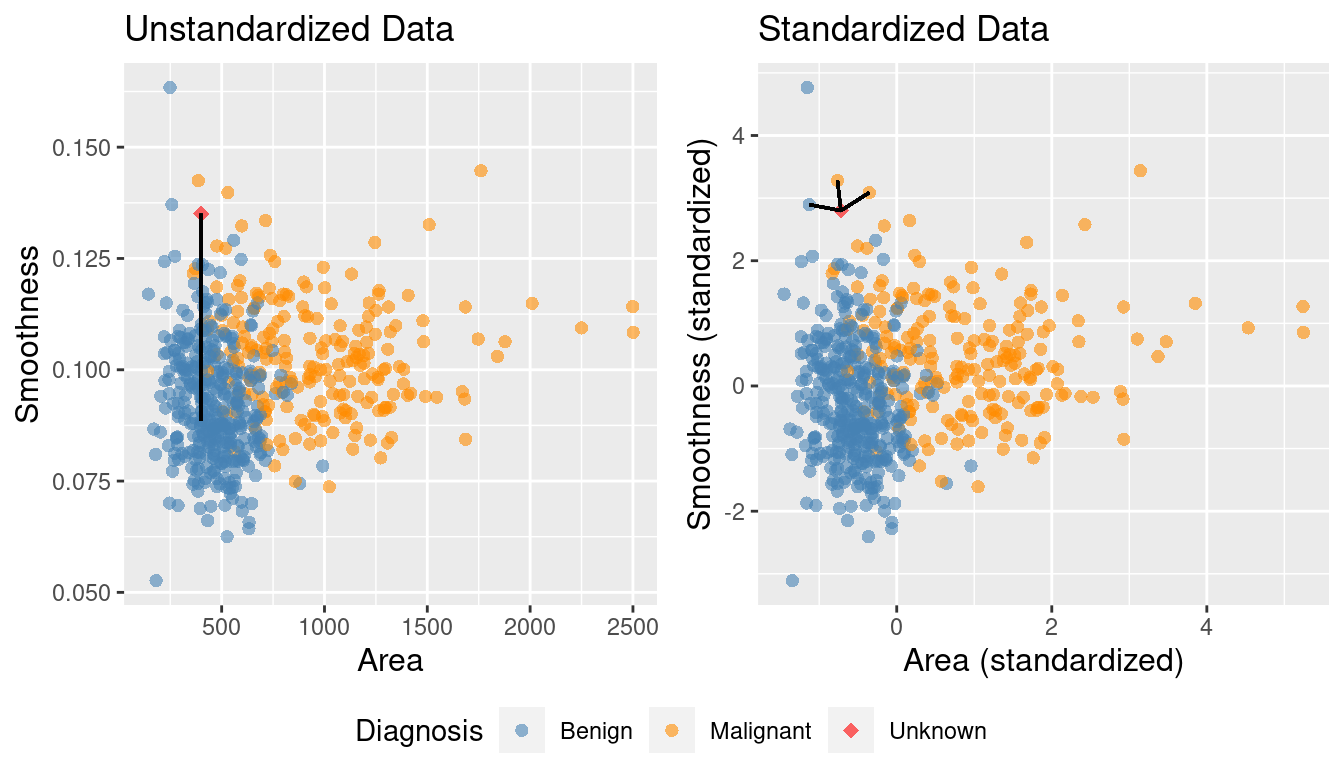 Unstandardized Data
Standardized Data
Smoothness
0.150
0.125
0.100
0.075
0.050
500 1000 1500 2000 2500
Area
Smoothness (standardized)
4
2
0
-2
0 2 4
Area (standardized)
Diagnosis Benign Malignant Unknown